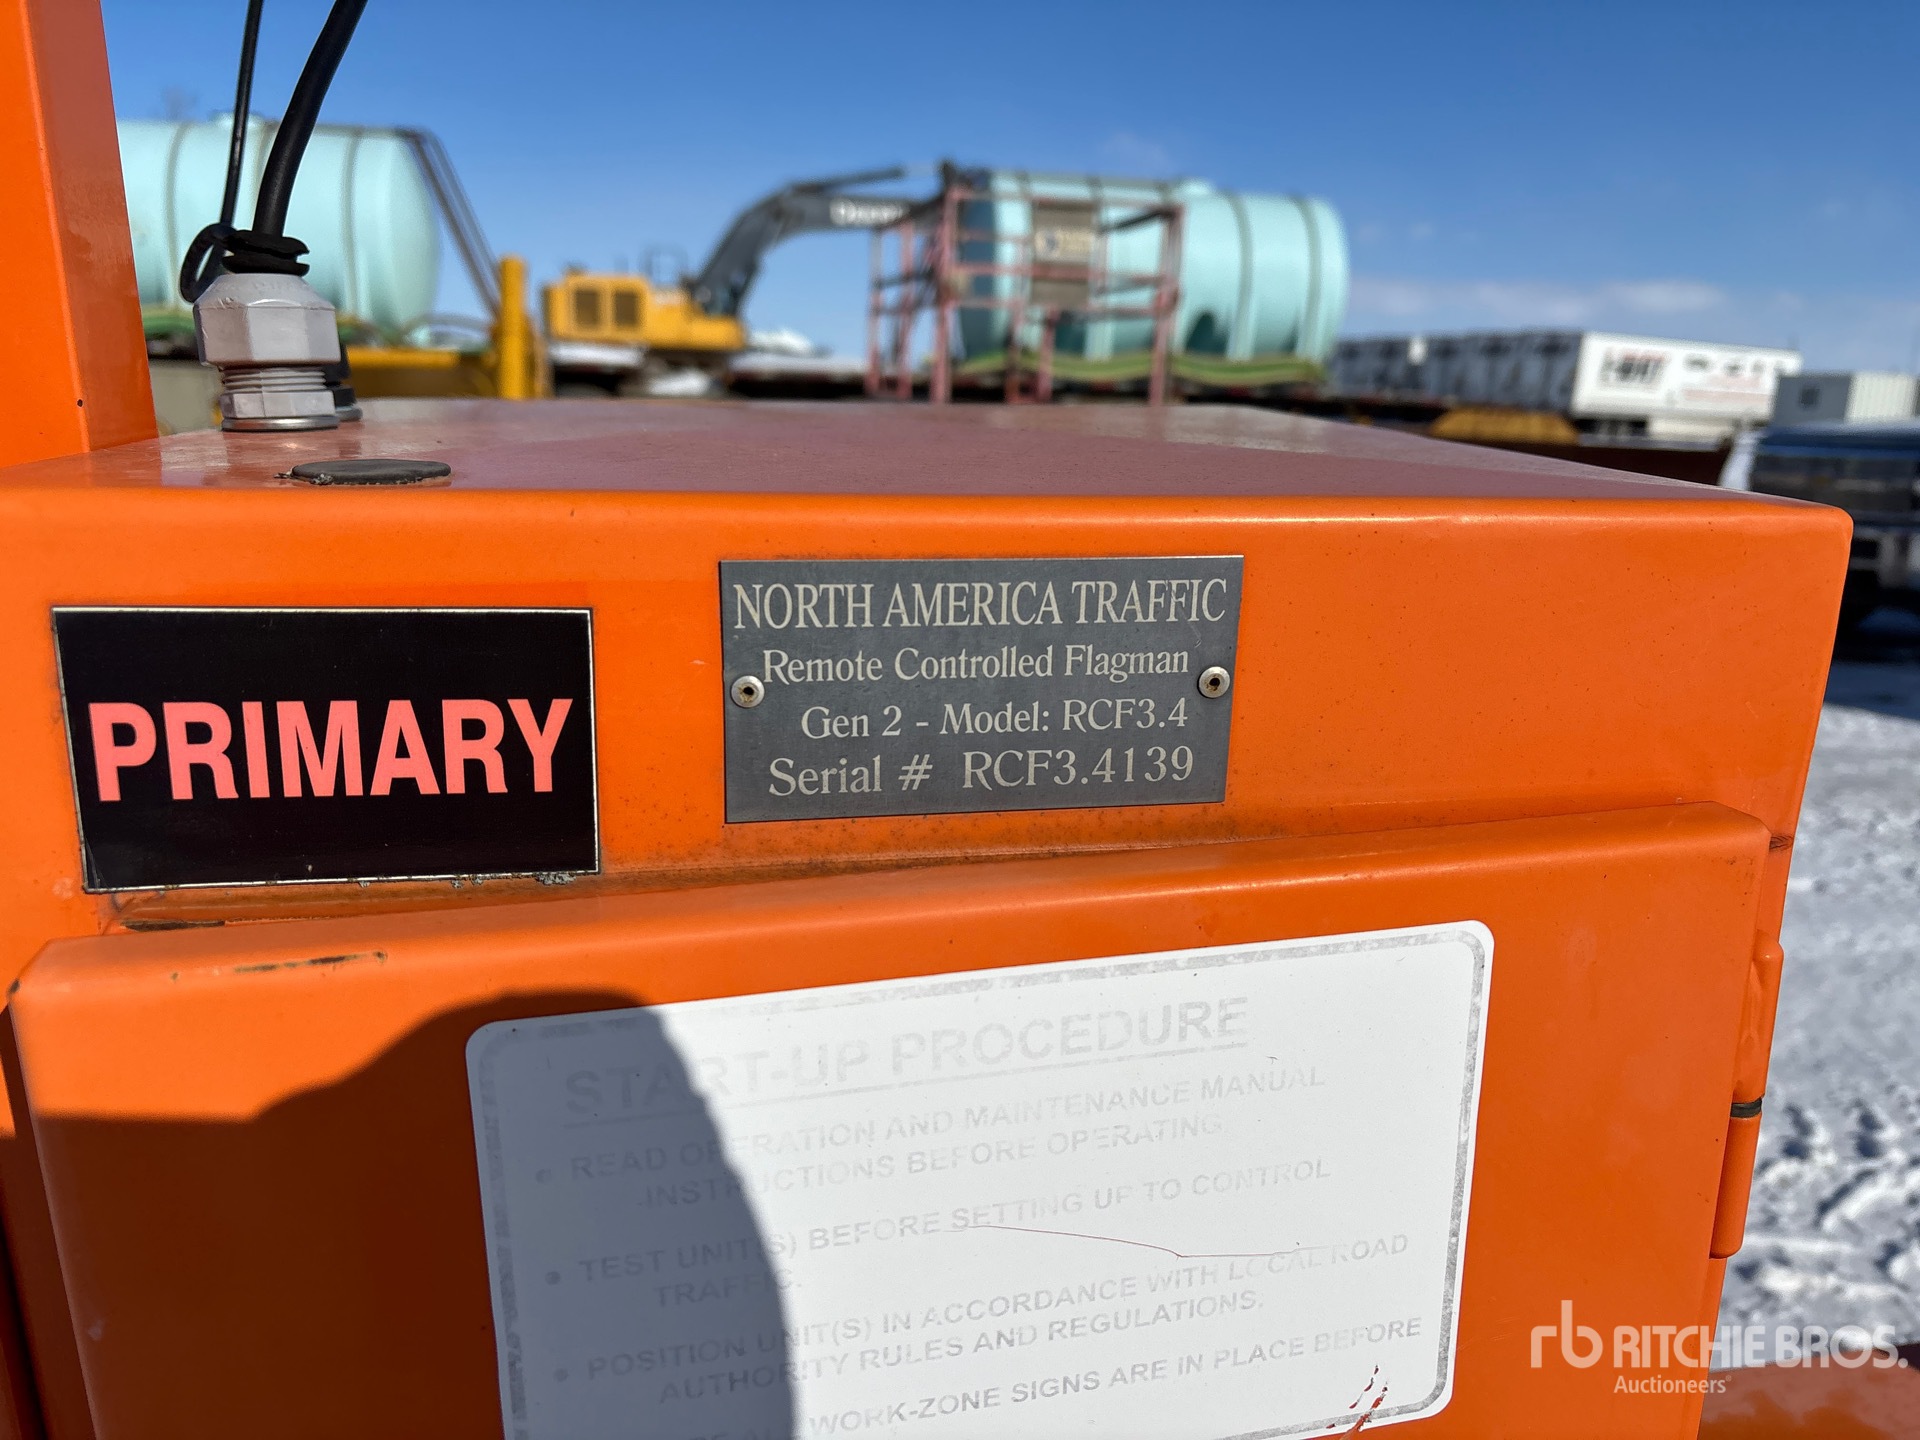 PRIMARY
NORTH AMERICA TRAFFIC
Remote Controlled Flagman
Gen 2 - Model: RCF3.4
Serial # RCF3.4139
START-UP PROCEDURE
• READ OPERATION AND MAINTENANCE MANUAL
INSTRUCTIONS BEFORE OPERATING.
• TEST UNIT(S) BEFORE SETTING UP TO CONTROL
TRAFFIC.
• POSITION UNIT(S) IN ACCORDANCE WITH LOCAL ROAD
AUTHORITY RULES AND REGULATIONS.
WORK-ZONE SIGNS ARE IN PLACE BEFORE
rb RITCHIE BROS.
Auctioneers